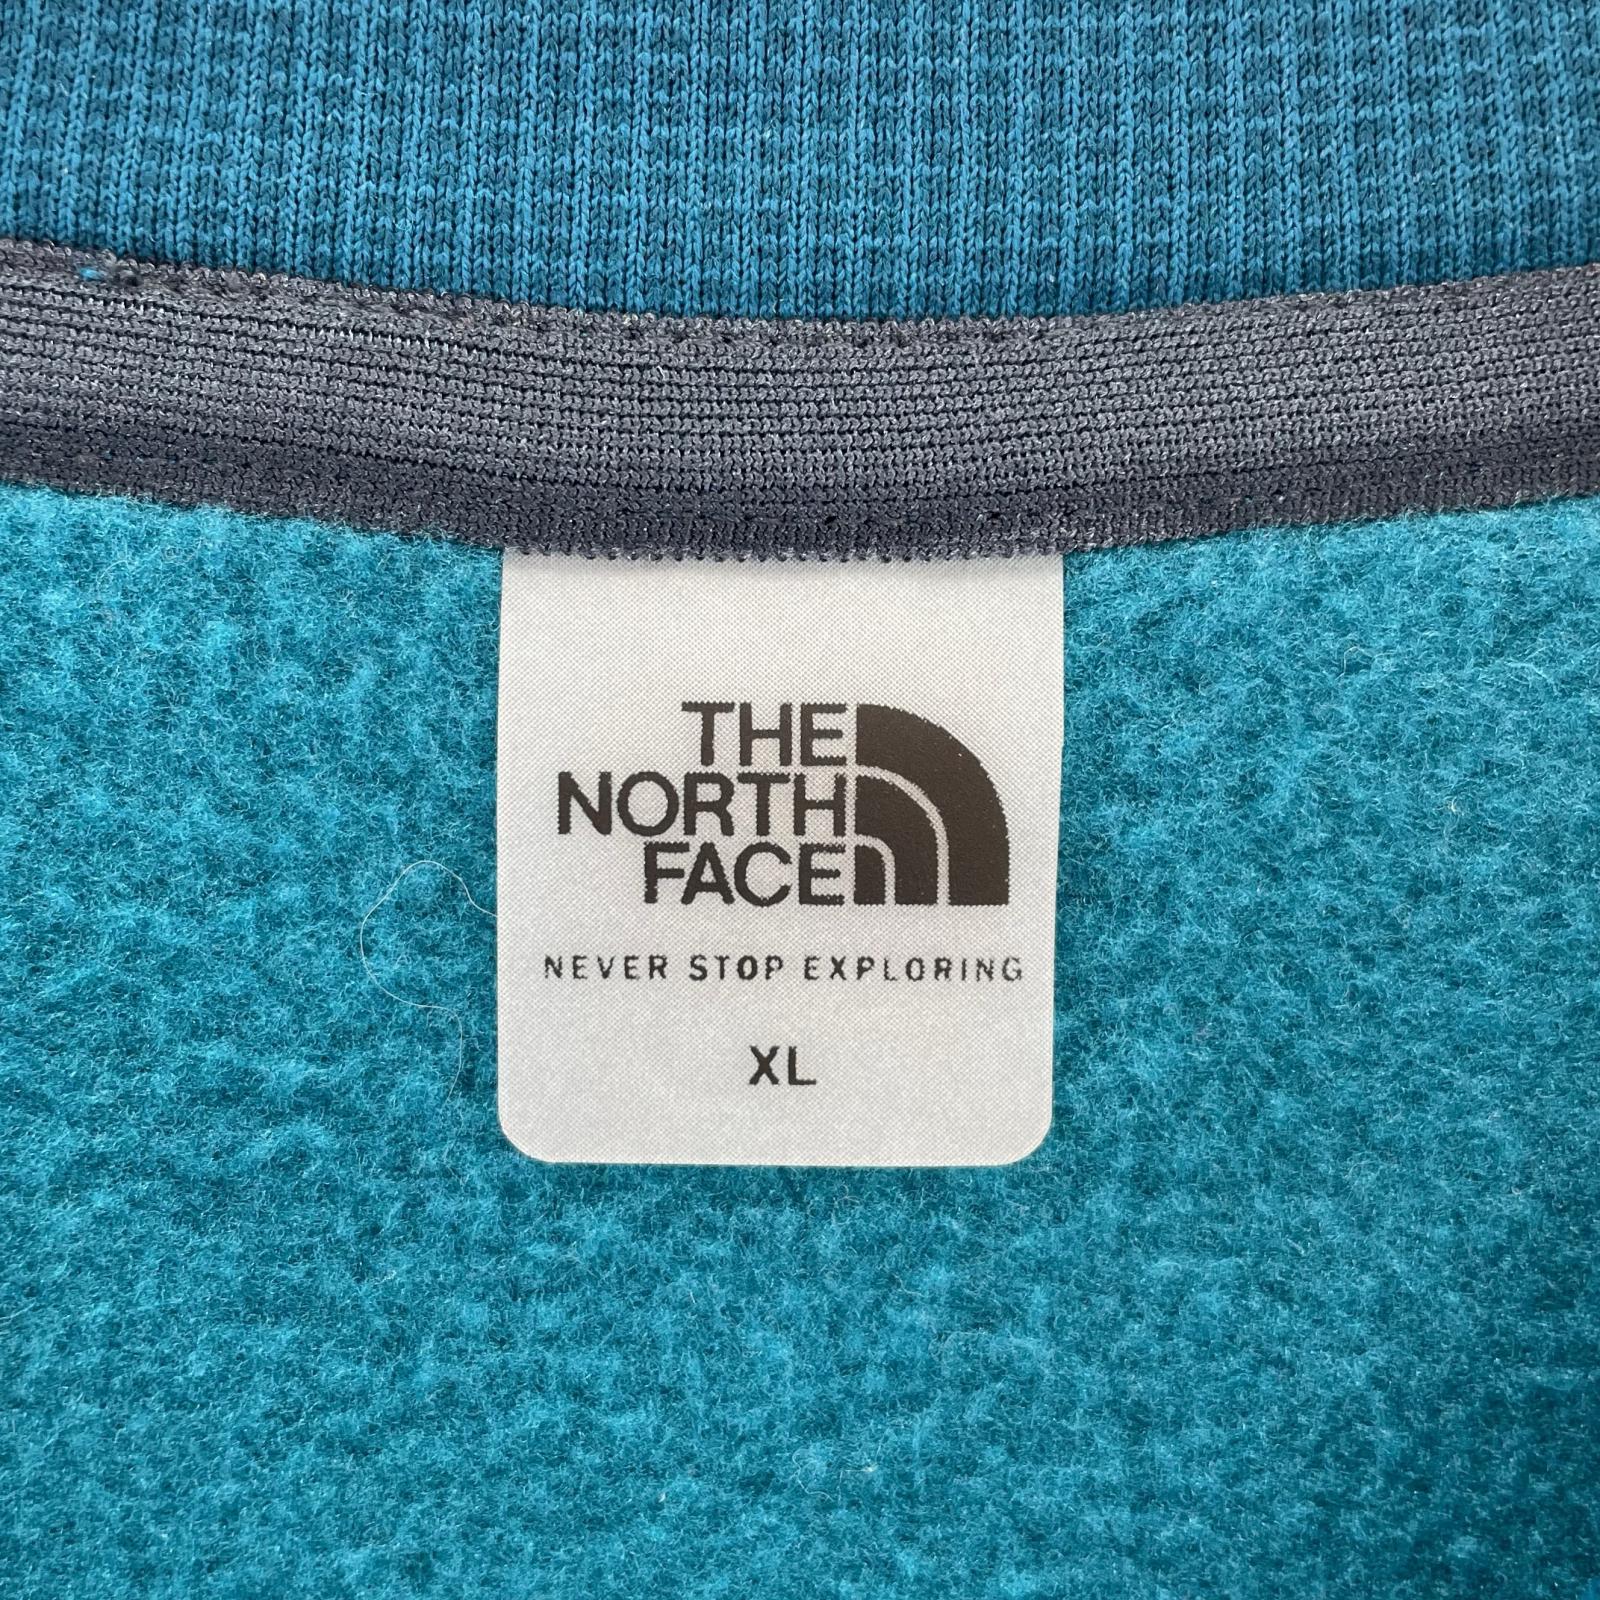 THE
NORTH
FACE
NEVER STOP EXPLORING
XL